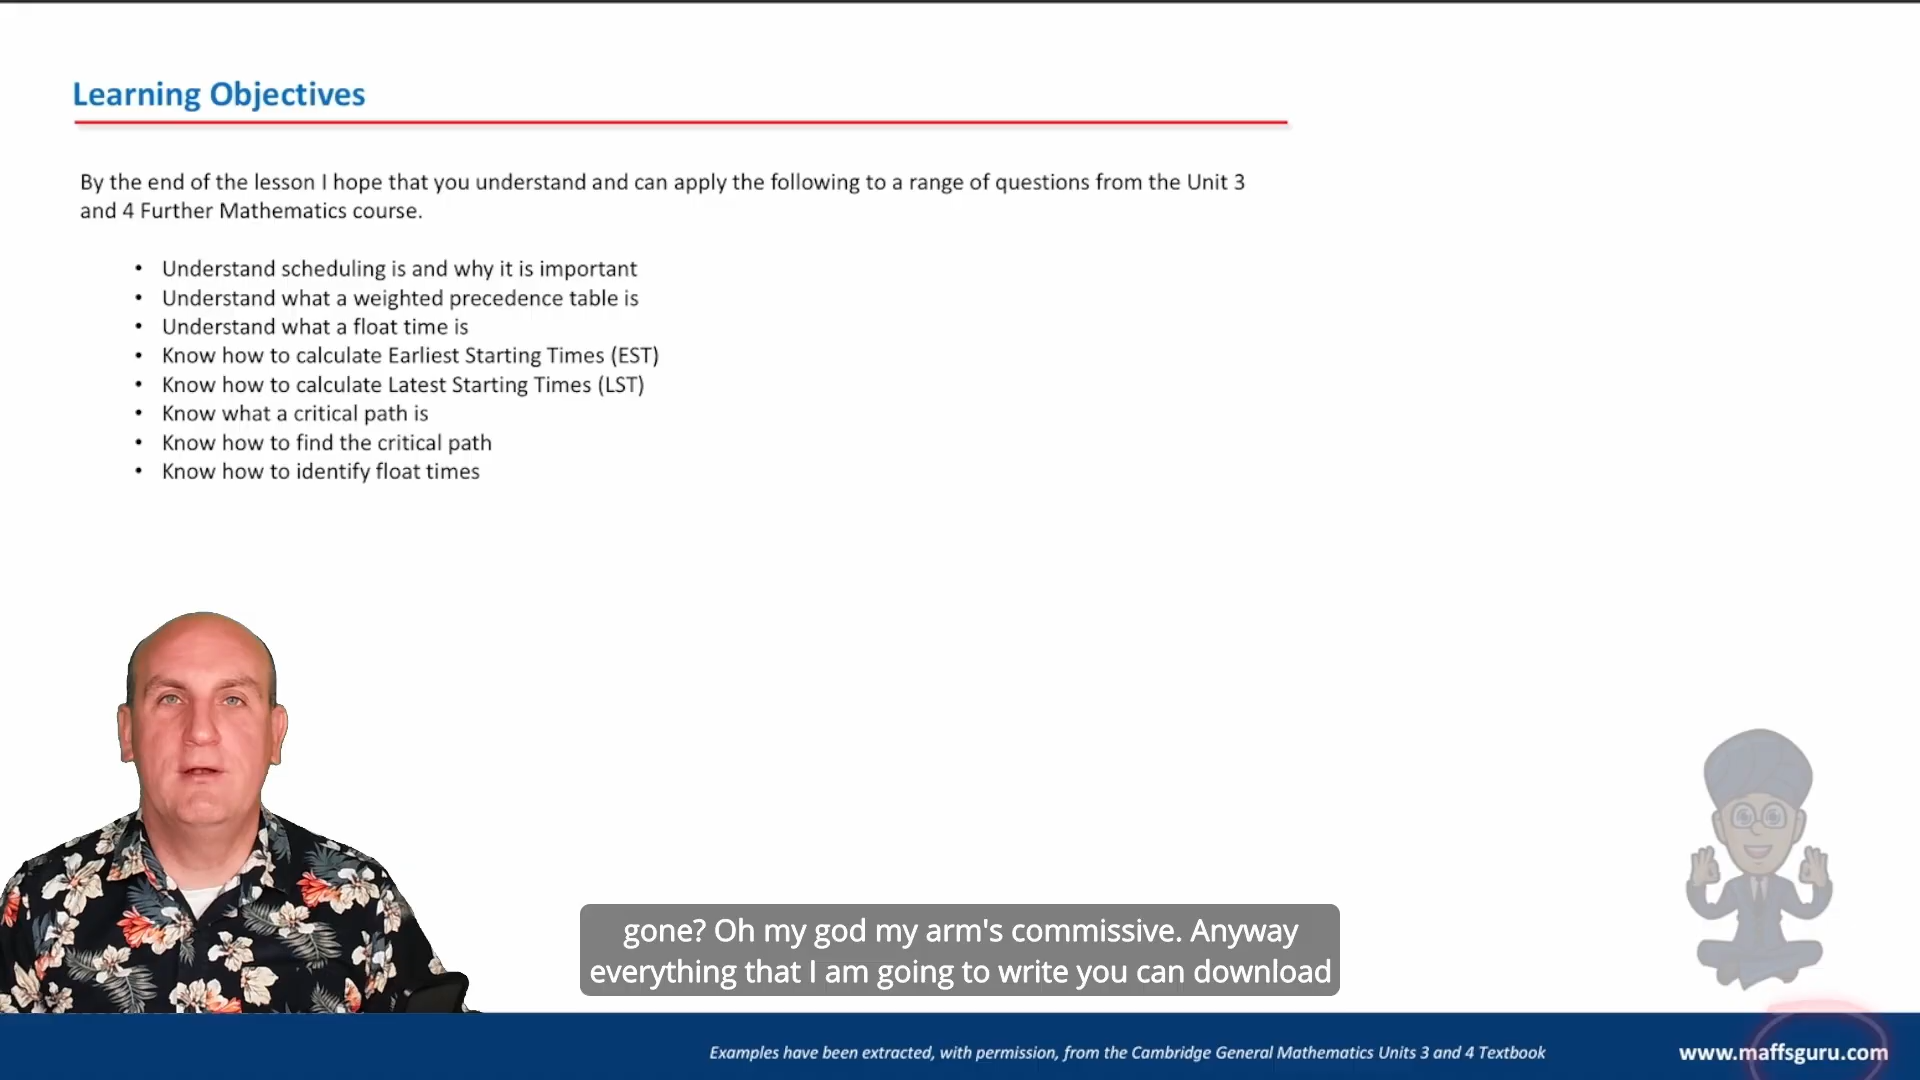 Learning Objectives
By the end of the lesson I hope that you understand and can apply the following to a range of questions from the Unit 3
and 4 Further Mathematics course.
• Understand scheduling is and why it is important
• Understand what a weighted precedence table is
• Understand what a float time is
• Know how to calculate Earliest Starting Times (EST)
• Know how to calculate Latest Starting Times (LST)
• Know what a critical path is
• Know how to find the critical path
• Know how to identify float times
gone? Oh my god my arm's commissive. Anyway
everything that I am going to write you can download
Examples have been extracted, with permission, from the Cambridge General Mathematics Units 3 and 4 Textbook
www.maffsguru.com